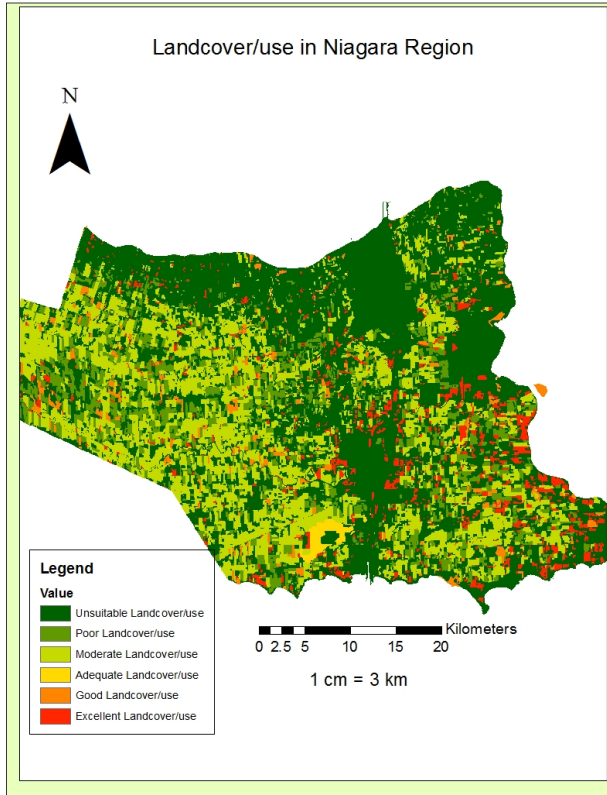 Landcover/use in Niagara Region
N
Legend
Value
Unsuitable Landcover/use
Poor Landcover/use
Moderate Landcover/use
Adequate Landcover/use
Good Landcover/use
Excellent Landcover/use
Kilometers
0 2.5 5 10 15 20
1 cm = 3 km